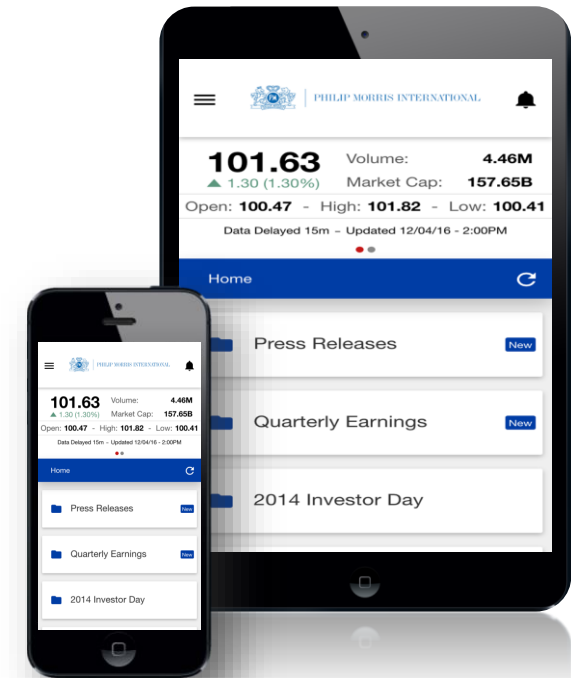 PHILIP MORRIS INTERNATIONAL
101.63 Volume: 4.46M
1.30 (1.30%) Market Cap: 157.65B
Open: 100.47 - High: 101.82 - Low: 100.41
Data Delayed 15m – Updated 12/04/16 - 2:00PM
Home
Press Releases New
Quarterly Earnings New
2014 Investor Day
PHILIP MORRIS INTERNATIONAL
101.63 Volume: 4.46M
1.30 (1.30%) Market Cap: 157.65B
Open: 100.47 - High: 101.82 - Low: 100.41
Data Delayed 15m – Updated 12/04/16 - 2:00PM
Home
Press Releases New
Quarterly Earnings New
2014 Investor Day